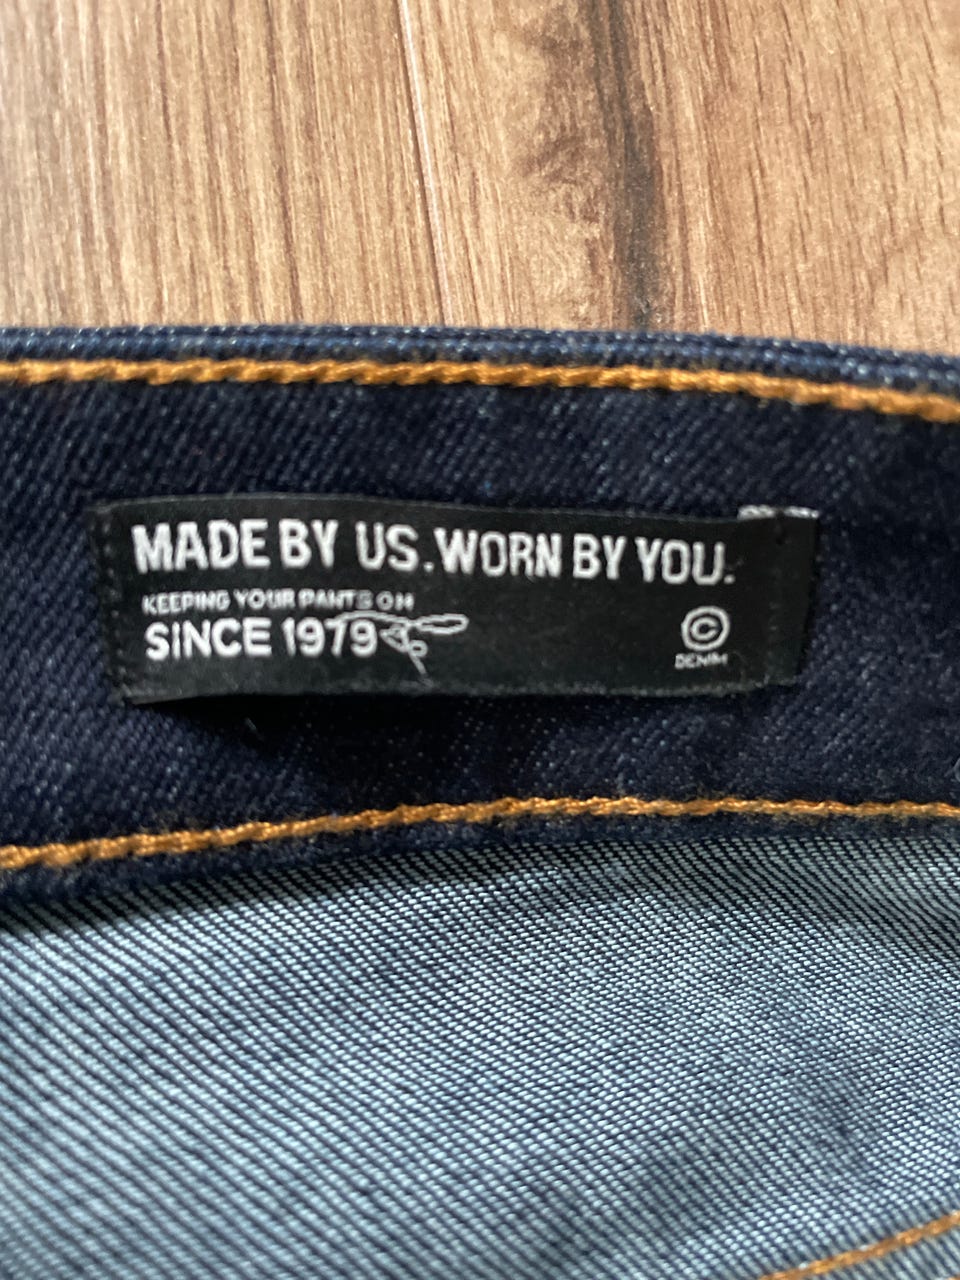 MADE BY US. WORN BY YOU.
KEEPING YOUR PANTS ON
SiNCE 1979
©
DENIM